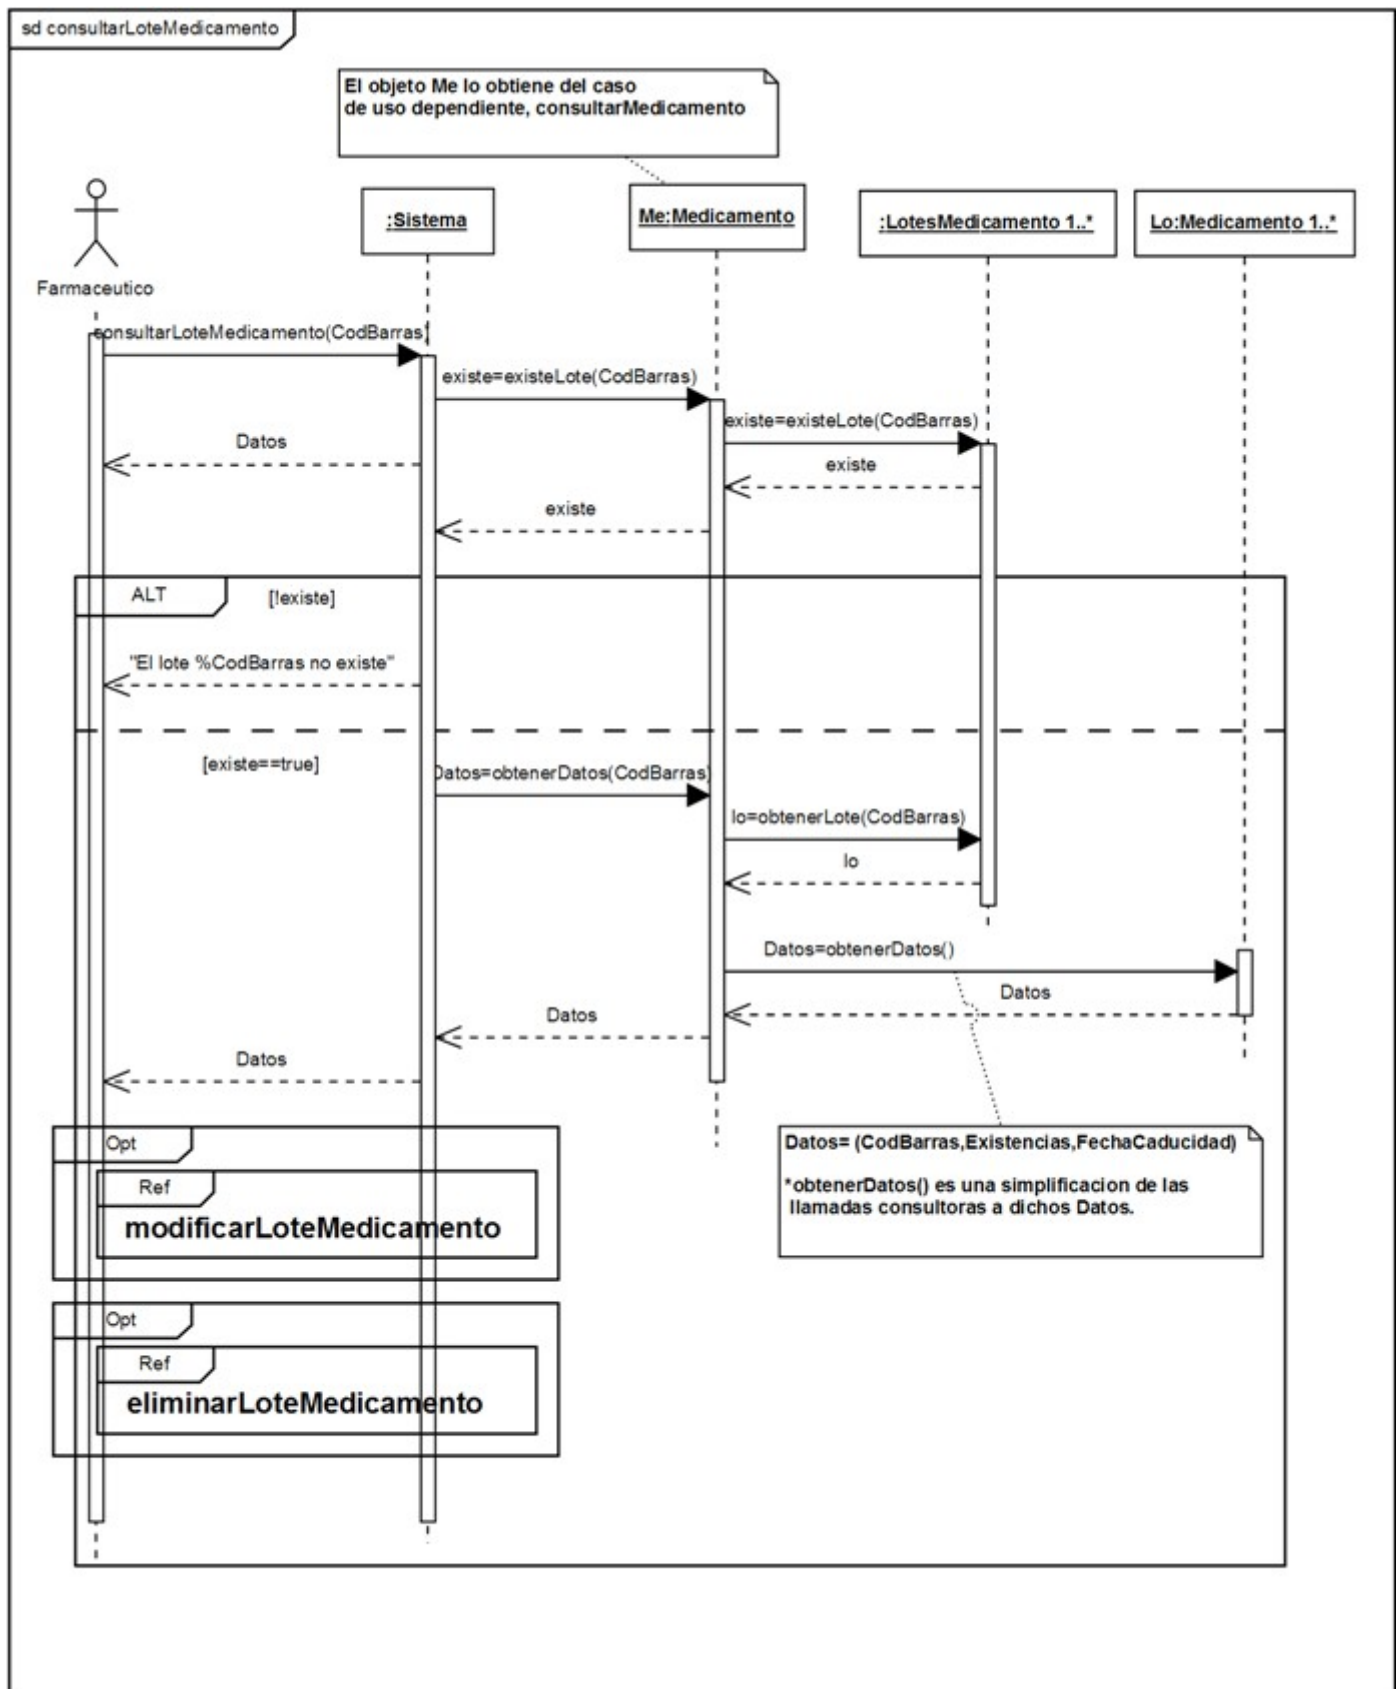 sd consultarLoteMedicamento
El objeto Me lo obtiene del caso
de uso dependiente, consultarMedicamento
:Sistema
Me:Medicamento
:LotesMedicamento 1..*
Lo:Medicamento 1..*
Farmaceutico
consultarLoteMedicamento(CodBarras)
existe=existeLote(CodBarras)
existe=existeLote(CodBarras)
Datos
existe
existe
ALT
[!existe]
"El lote %CodBarras no existe"
[existe==true]
Datos=obtenerDatos(CodBarras)
lo=obtenerLote(CodBarras)
lo
Datos=obtenerDatos()
Datos
Datos
Datos
Opt
Ref
modificarLoteMedicamento
Datos= (CodBarras,Existencias,FechaCaducidad)
*obtenerDatos() es una simplificacion de las
llamadas consultoras a dichos Datos.
Opt
Ref
eliminarLoteMedicamento